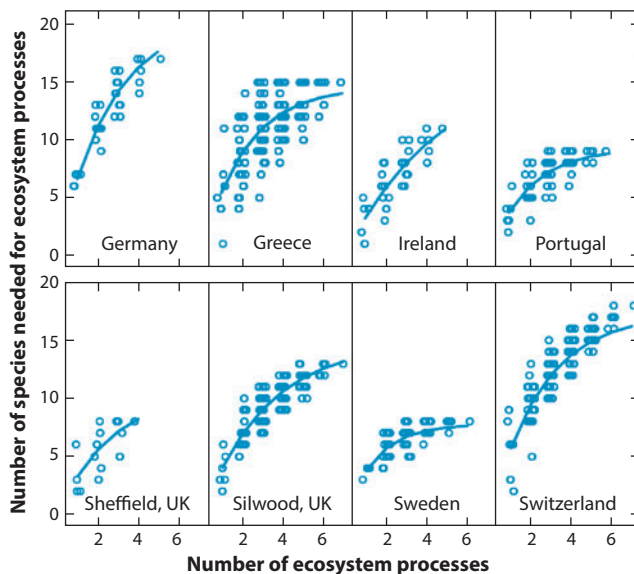 Number of species needed for ecosystem processes
20
15
10
5
0
Germany
Greece
Ireland
Portugal
20
15
10
5
0
Sheffield, UK
Silwood, UK
Sweden
Switzerland
2 4 6 2 4 6 2 4 6 2 4 6
Number of ecosystem processes